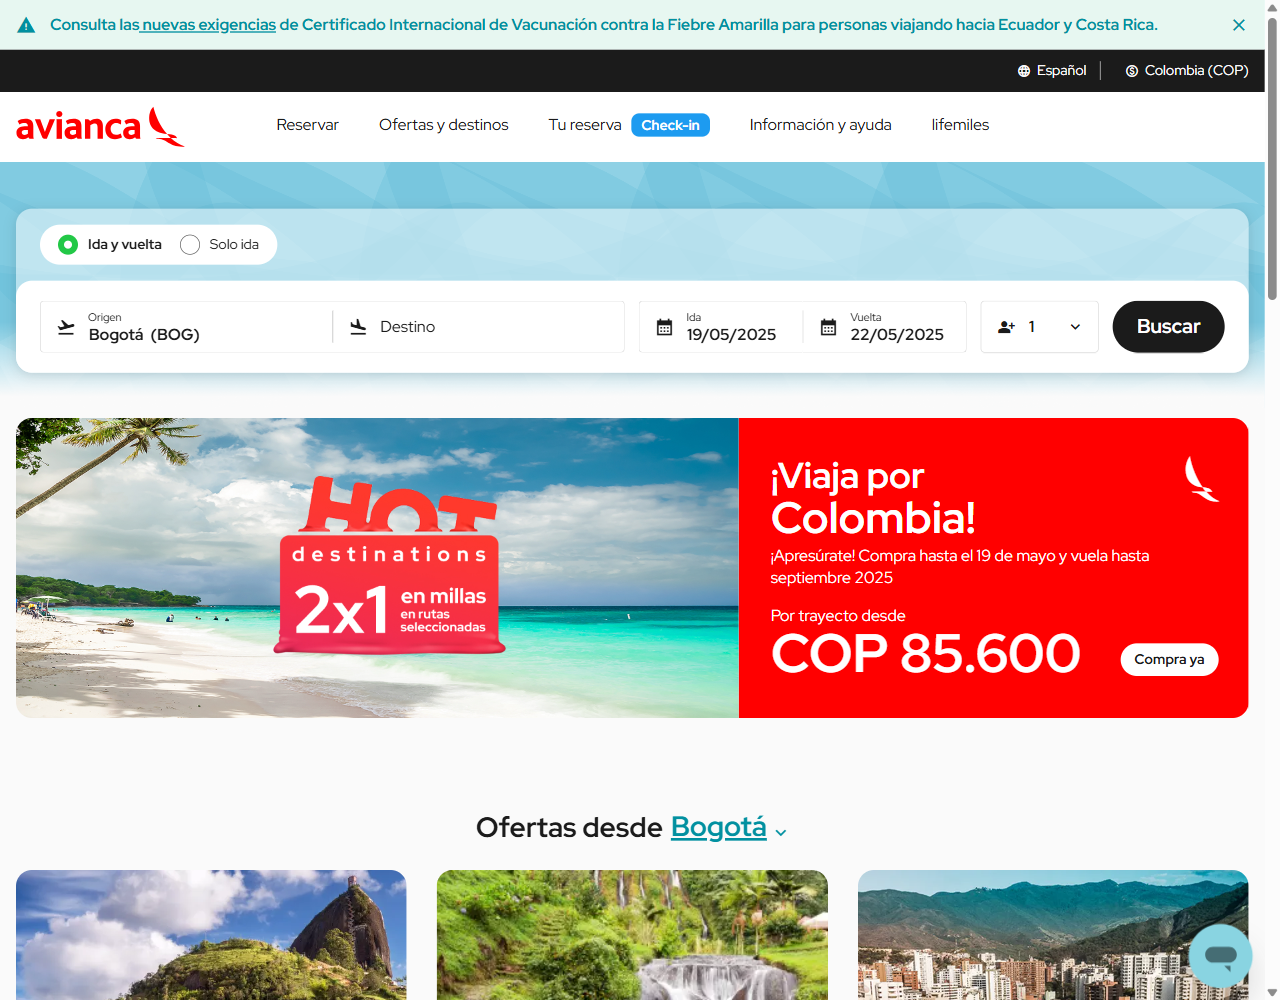 Consulta las nuevas exigencias de Certificado Internacional de Vacunación contra la Fiebre Amarilla para personas viajando hacia Ecuador y Costa Rica.
Español
Colombia (COP)
avianca
Reservar
Ofertas y destinos
Tu reserva
Check-in
Información y ayuda
lifemiles
Ida y vuelta
Solo ida
Origen
Bogotá (BOG)
Destino
Ida
19/05/2025
Vuelta
22/05/2025
1
Buscar
HOT
destinations
2x1
en millas
en rutas
seleccionadas
¡Viaja por
Colombia!
¡Apresúrate! Compra hasta el 19 de mayo y vuela hasta
septiembre 2025
Por trayecto desde
COP 85.600
Compra ya
Ofertas desde Bogotá